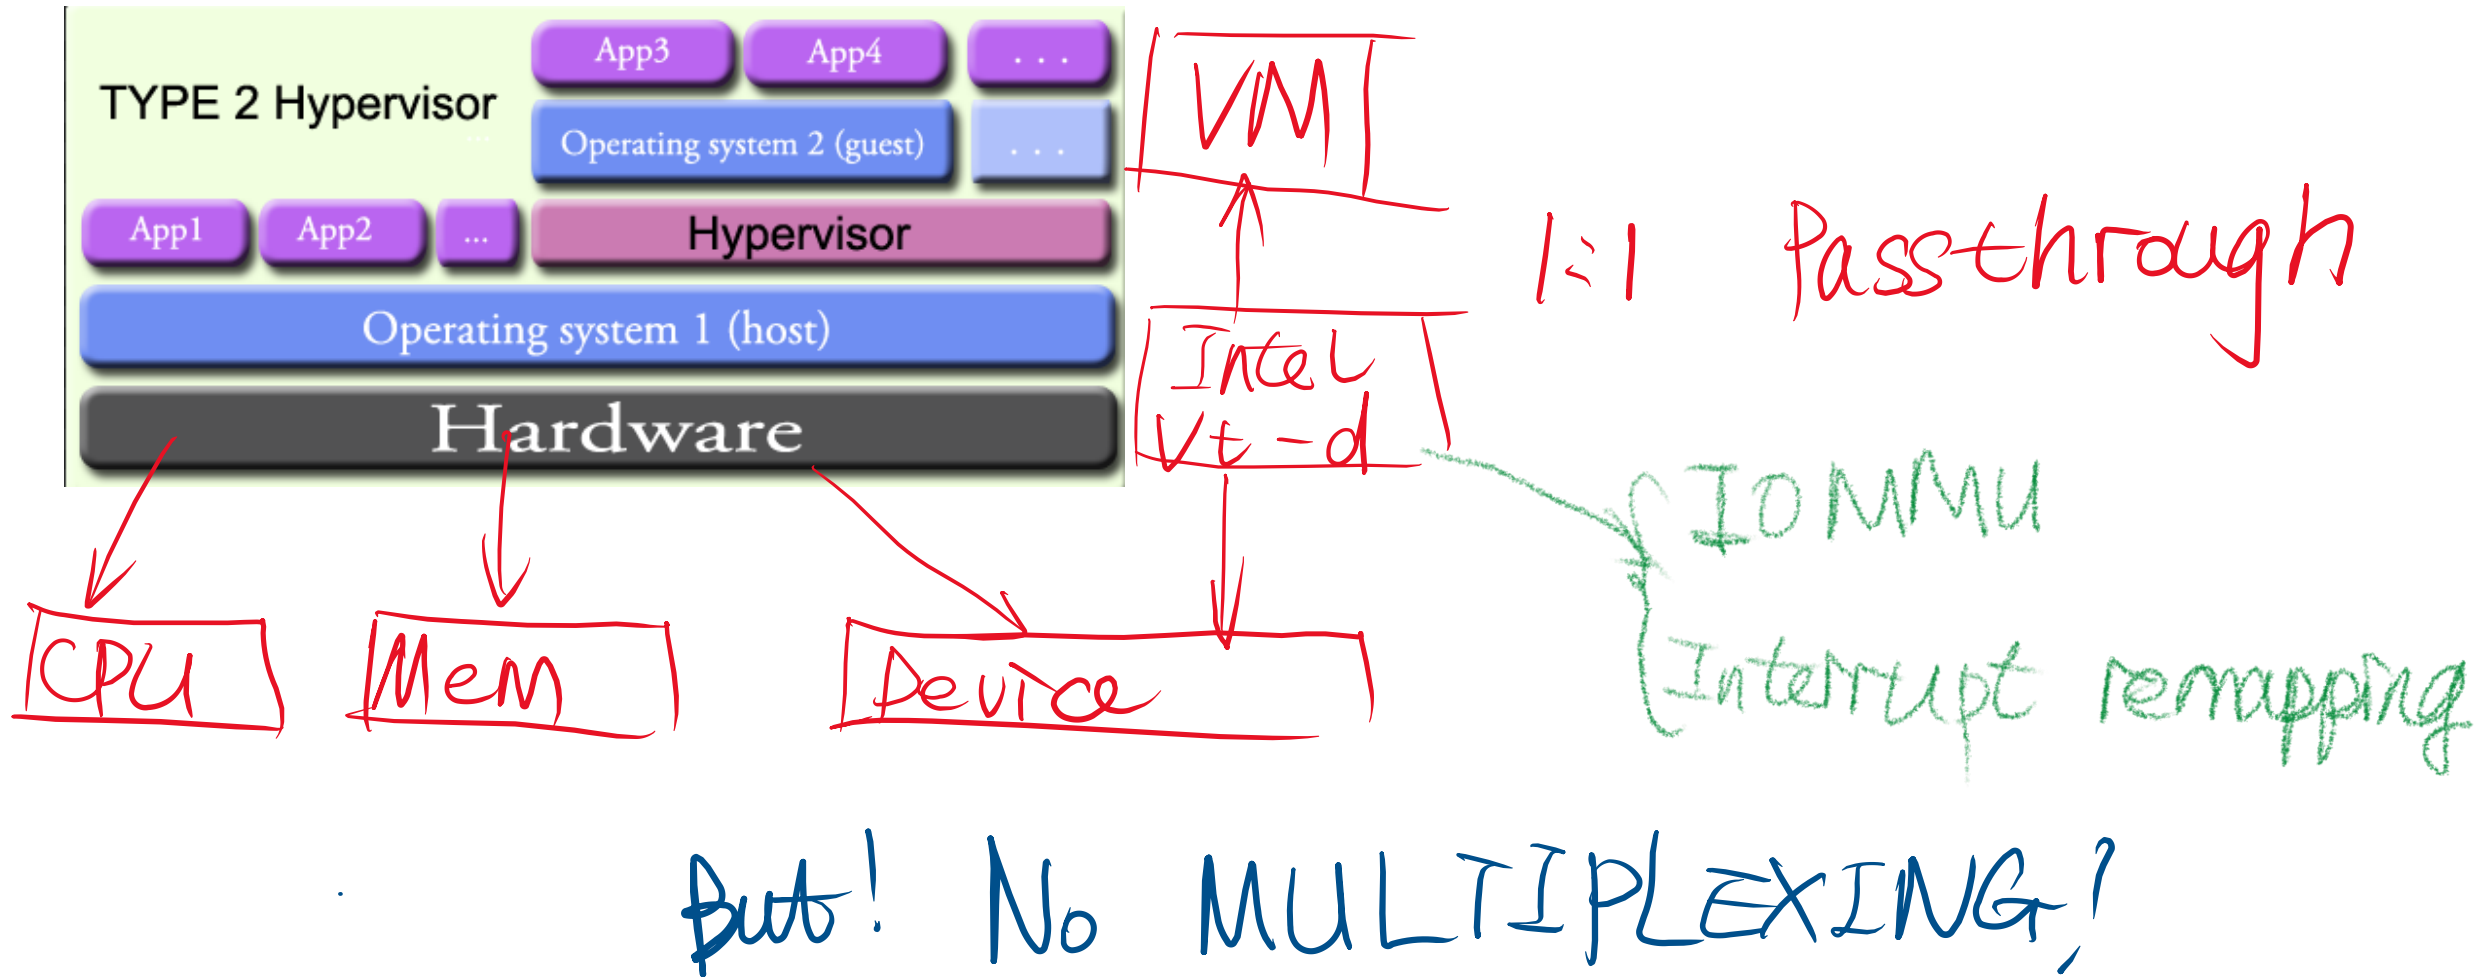 App3 App4 . . .
TYPE 2 Hypervisor
...
Operating system 2 (guest) . . .
App1 App2 ... Hypervisor
Operating system 1 (host)
Hardware
VM
1:1 Passthrough
Intel
Vt-d
IOMMU
Interrupt remapping
CPU Mem Device
But! No MULTIPLEXING!